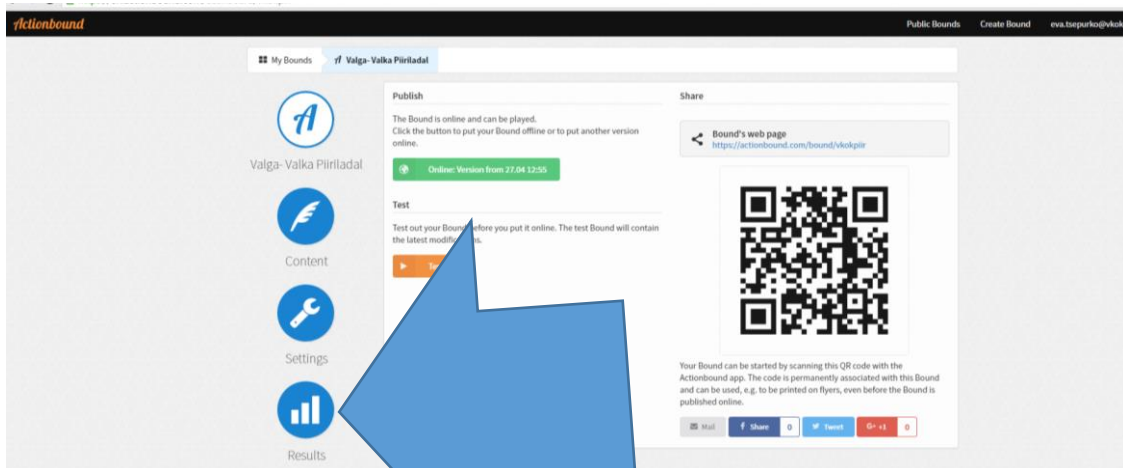 Actionbound
Public Bounds Create Bound eva.tsepurko@vkok
My Bounds Valga- Valka Piiriladal
Valga- Valka Piiriladal
Content
Settings
Results
Publish
The Bound is online and can be played.
Click the button to put your Bound offline or to put another version
online.
Online: Version from 27.04 12:55
Test
Test out your Bound before you put it online. The test Bound will contain
the latest
Share
Bound's web page
https://actionbound.com/bound/vkokpiir
Your Bound can be started by scanning this QR code with the
Actionbound app. The code is permanently associated with this Bound
and can be used, e.g. to be printed on flyers, even before the Bound is
published online.
Mail Share 0 Tweet G+ +1 0